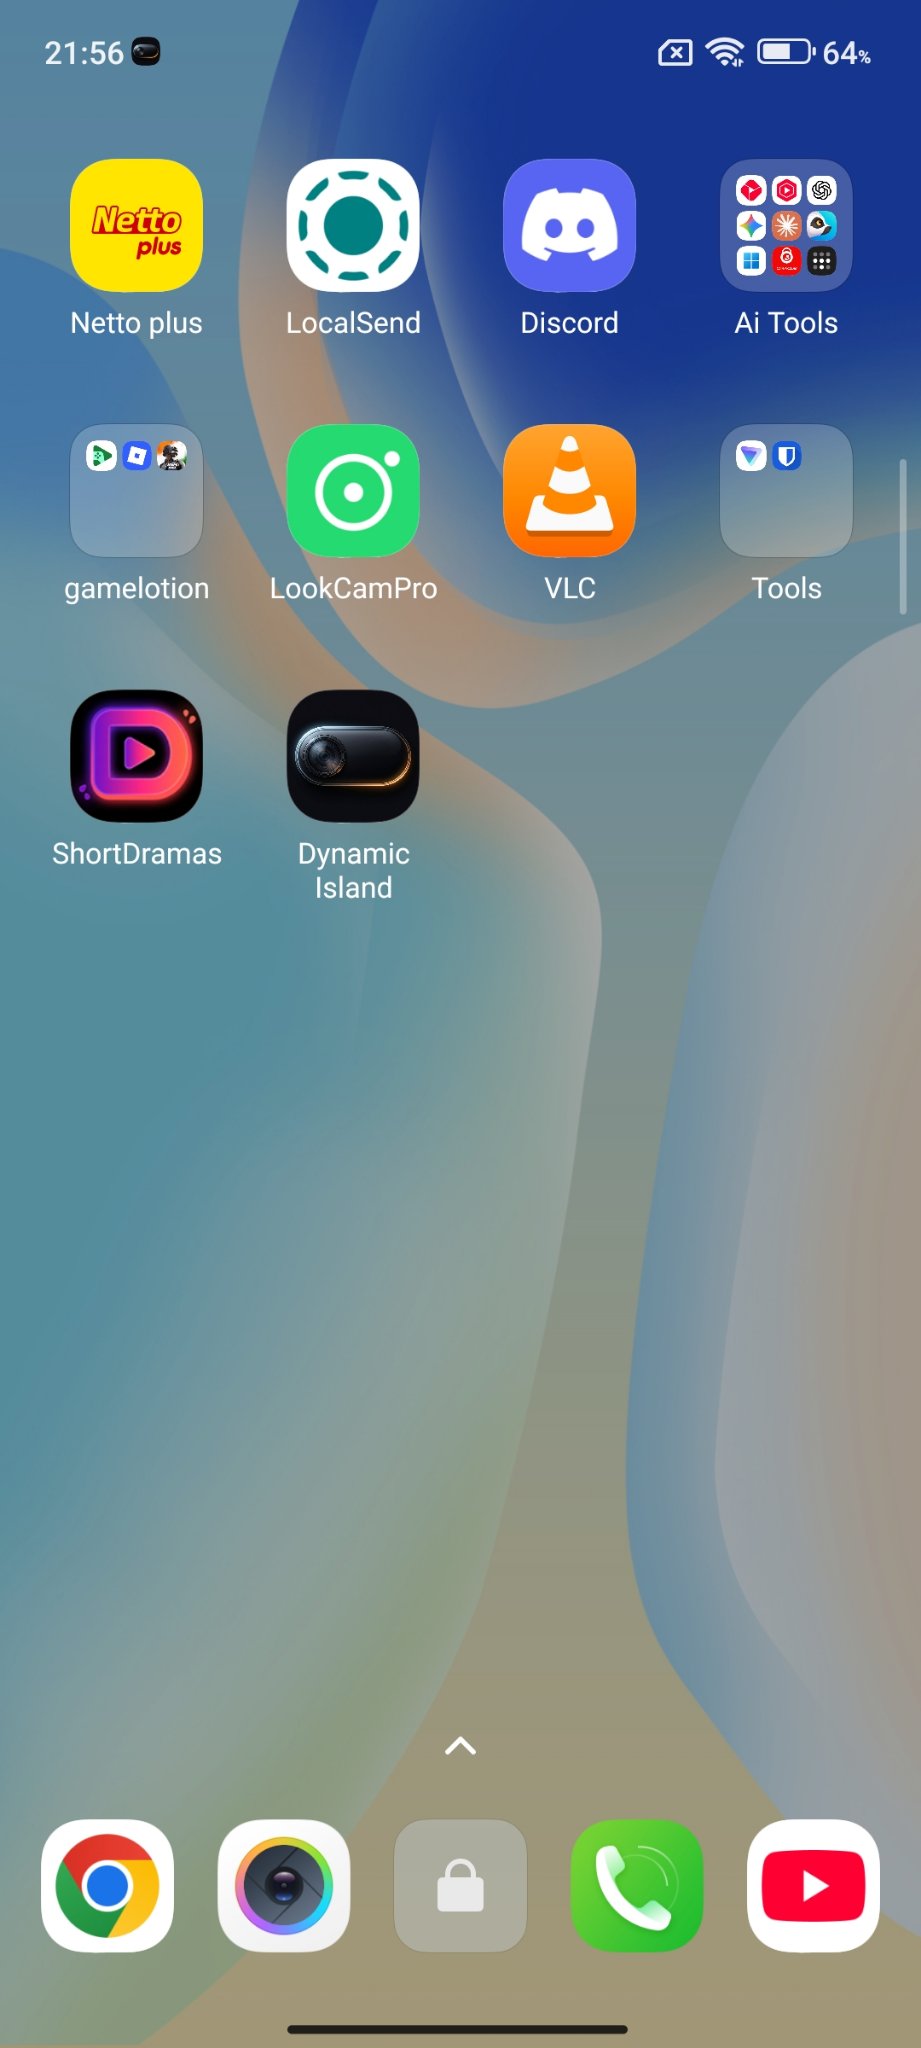 21:56
64%
Netto
plus
Netto plus
LocalSend
Discord
Ai Tools
gamelotion
LookCamPro
VLC
Tools
ShortDramas
Dynamic
Island